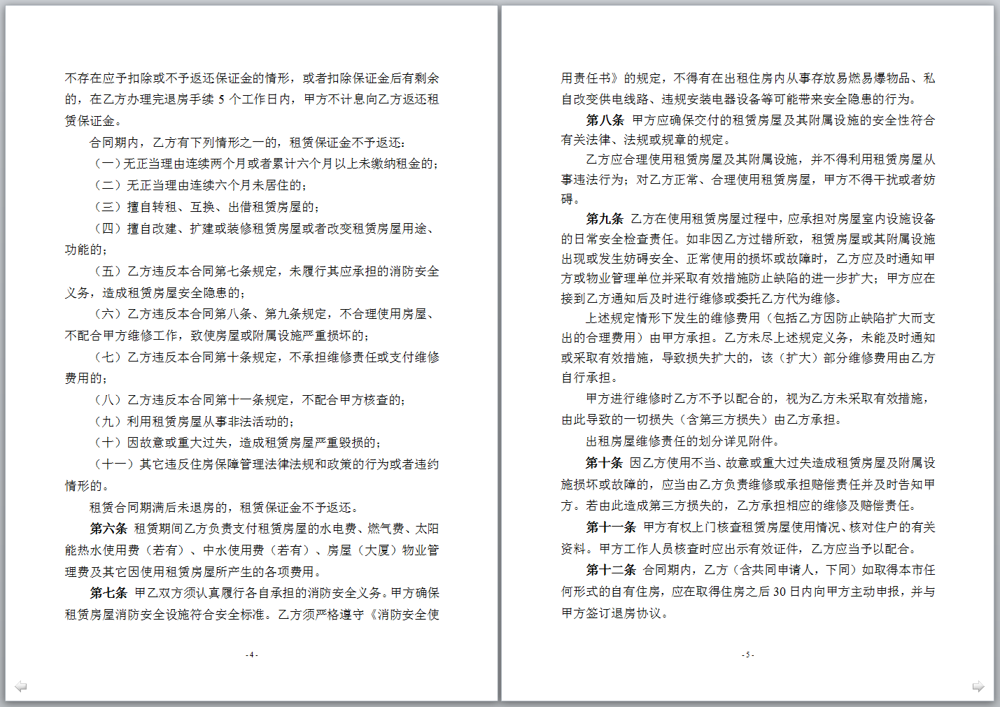 不存在应予扣除或不予返还保证金的情形，或者扣除保证金后有剩余
的，在乙方办理完退房手续 5 个工作日内，甲方不计息向乙方返还租
赁保证金。
合同期内，乙方有下列情形之一的，租赁保证金不予返还：
（一）无正当理由连续两个月或者累计六个月以上未缴纳租金的；
（二）无正当理由连续六个月未居住的；
（三）擅自转租、互换、出借租赁房屋的；
（四）擅自改建、扩建或装修租赁房屋或者改变租赁房屋用途、
功能的；
（五）乙方违反本合同第七条规定，未履行其应承担的消防安全
义务，造成租赁房屋安全隐患的；
（六）乙方违反本合同第八条、第九条规定，不合理使用房屋、
不配合甲方维修工作，致使房屋或附属设施严重损坏的；
（七）乙方违反本合同第十条规定，不承担维修责任或支付维修
费用的；
（八）乙方违反本合同第十一条规定，不配合甲方核查的；
（九）利用租赁房屋从事非法活动的；
（十）因故意或重大过失，造成租赁房屋严重毁损的；
（十一）其它违反住房保障管理法律法规和政策的行为或者违约
情形的。
租赁合同期满后未退房的，租赁保证金不予返还。
第六条 租赁期间乙方负责支付租赁房屋的水电费、燃气费、太阳
能热水使用费（若有）、中水使用费（若有）、房屋（大厦）物业管
理费及其它因使用租赁房屋所产生的各项费用。
第七条 甲乙双方须认真履行各自承担的消防安全义务。甲方确保
租赁房屋消防安全设施符合安全标准。乙方须严格遵守《消防安全使
- 4 -
用责任书》的规定，不得有在出租住房内从事存放易燃易爆物品、私
自改变供电线路、违规安装电器设备等可能带来安全隐患的行为。
第八条 甲方应确保交付的租赁房屋及其附属设施的安全性符合
有关法律、法规或规章的规定。
乙方应合理使用租赁房屋及其附属设施，并不得利用租赁房屋从
事违法行为；对乙方正常、合理使用租赁房屋，甲方不得干扰或者妨
碍。
第九条 乙方在使用租赁房屋过程中，应承担对房屋室内设施设备
的日常安全检查责任。如非因乙方过错所致，租赁房屋或其附属设施
出现或发生妨碍安全、正常使用的损坏或故障时，乙方应及时通知甲
方或物业管理单位并采取有效措施防止缺陷的进一步扩大；甲方应在
接到乙方通知后及时进行维修或委托乙方代为维修。
上述规定情形下发生的维修费用（包括乙方因防止缺陷扩大而支
出的合理费用）由甲方承担。乙方未尽上述规定义务，未能及时通知
或采取有效措施，导致损失扩大的，该（扩大）部分维修费用由乙方
自行承担。
甲方进行维修时乙方不予以配合的，视为乙方未采取有效措施，
由此导致的一切损失（含第三方损失）由乙方承担。
出租房屋维修责任的划分详见附件。
第十条 因乙方使用不当、故意或重大过失造成租赁房屋及附属设
施损坏或故障的，应当由乙方负责维修或承担赔偿责任并及时告知甲
方。若由此造成第三方损失的，乙方承担相应的维修及赔偿责任。
第十一条 甲方有权上门核查租赁房屋使用情况、核对住户的有关
资料。甲方工作人员核查时应出示有效证件，乙方应当予以配合。
第十二条 合同期内，乙方（含共同申请人，下同）如取得本市任
何形式的自有住房，应在取得住房之后 30 日内向甲方主动申报，并与
甲方签订退房协议。
- 5 -